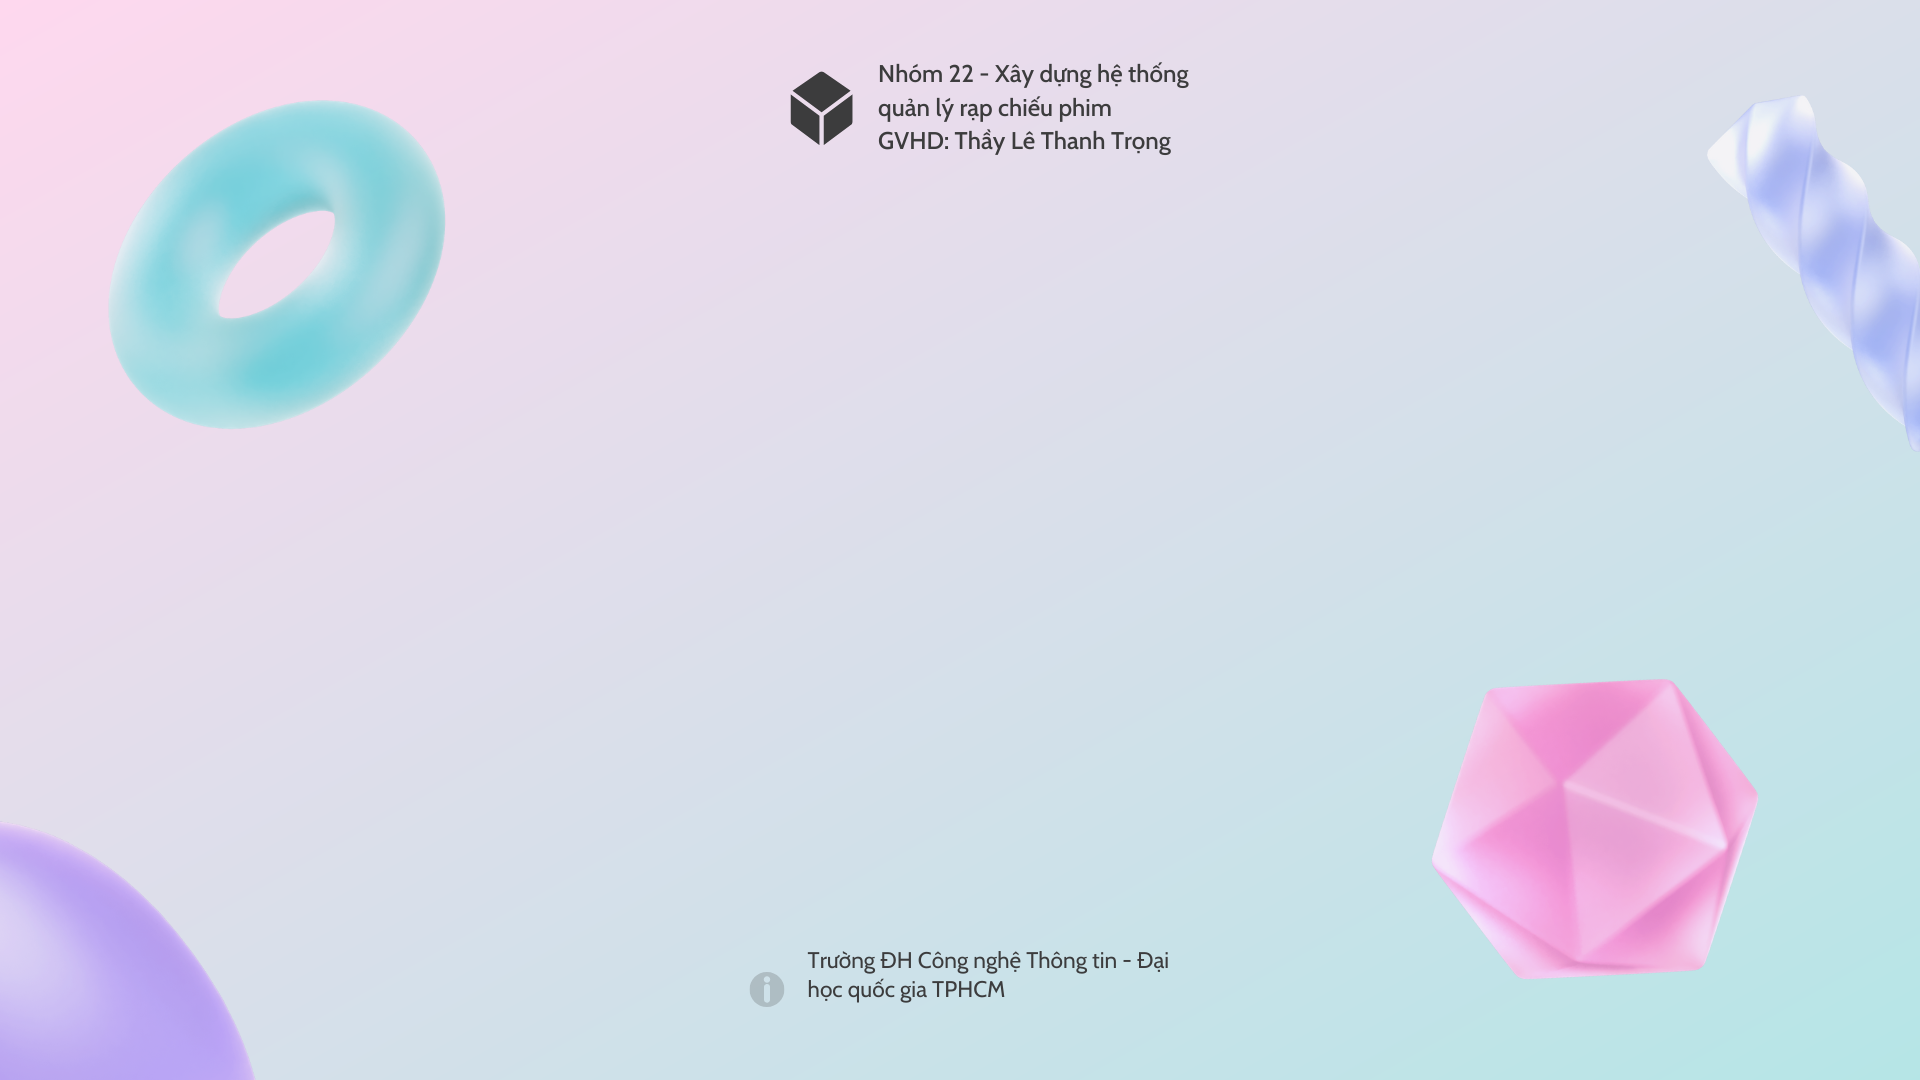 Nhóm 22 - Xây dựng hệ thống
quản lý rạp chiếu phim
GVHD: Thầy Lê Thanh Trọng
Trường ĐH Công nghệ Thông tin - Đại
học quốc gia TPHCM